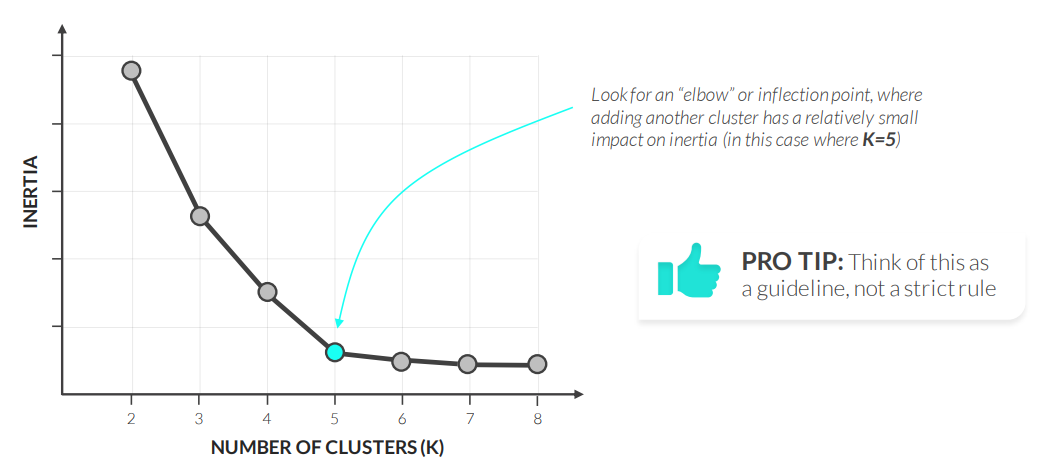 INERTIA
2 3 4 5 6 7 8
NUMBER OF CLUSTERS (K)
Look for an “elbow” or inflection point, where
adding another cluster has a relatively small
impact on inertia (in this case where K=5)
PRO TIP: Think of this as
a guideline, not a strict rule